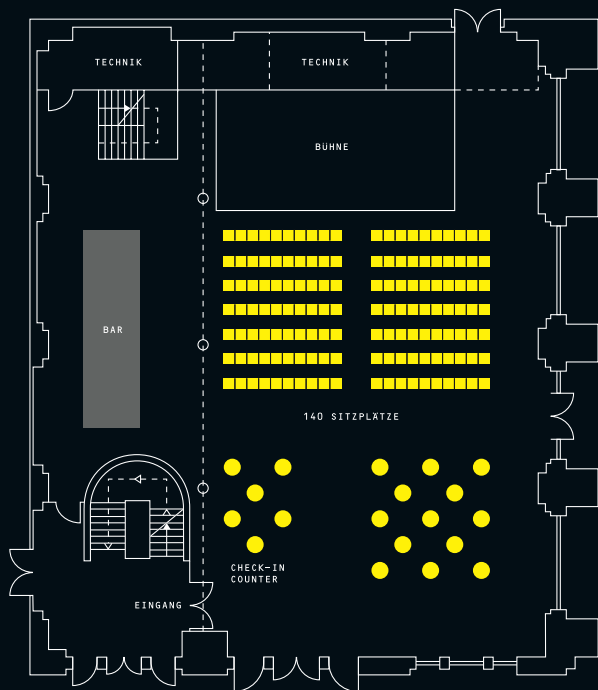 TECHNIK
TECHNIK
BÜHNE
BAR
140 SITZPLÄTZE
CHECK-IN
COUNTER
EINGANG